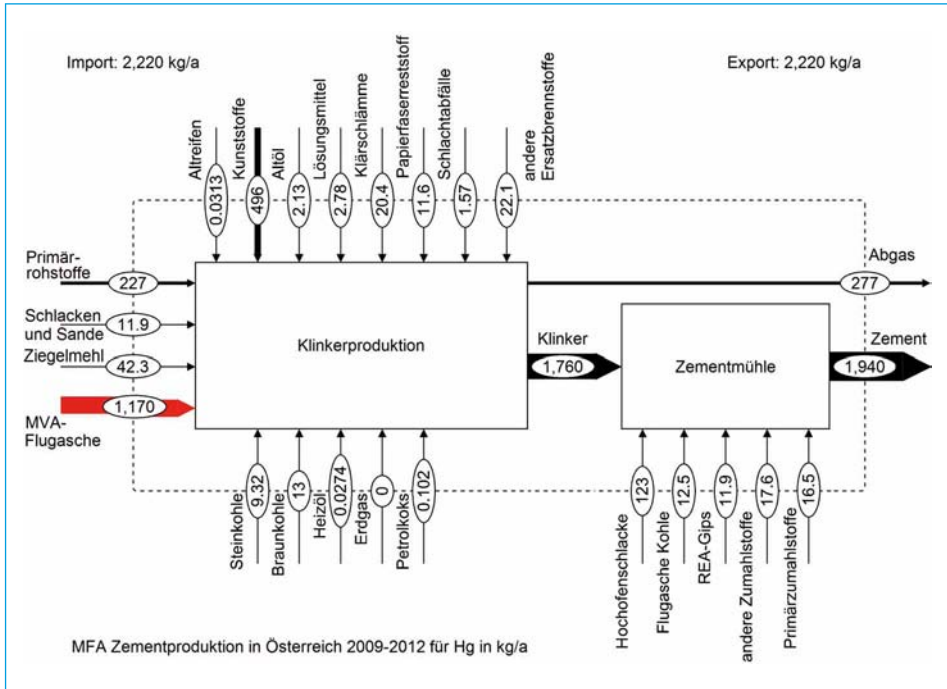 Import: 2,220 kg/a
Export: 2,220 kg/a
Altreifen
0.0313
Kunststoffe
496
Altöl
2.13
Lösungsmittel
2.78
Klärschlämme
20.4
Papierfaserreststoff
11.6
Schlachtabfälle
1.57
andere
Ersatzbrennstoffe
22.1
Primär-
rohstoffe
227
Schlacken
und Sande
11.9
Ziegelmehl
42.3
1,170
MVA-
Flugasche
Klinkerproduktion
Abgas
277
Klinker
1,760
Zementmühle
Zement
1,940
Steinkohle
9.32
Braunkohle
13
Heizöl
0.0274
Erdgas
0
Petrolkoks
0.102
Hochofenschlacke
123
Flugasche Kohle
12.5
REA-Gips
11.9
andere Zumahlstoffe
17.6
Primärzumahlstoffe
16.5
MFA Zementproduktion in Österreich 2009-2012 für Hg in kg/a